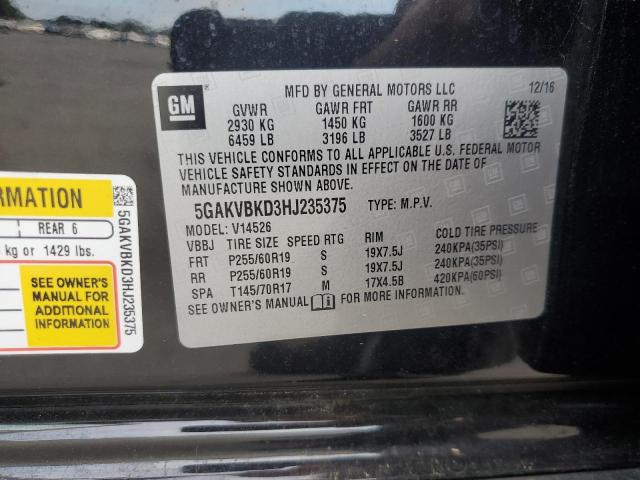 GM
MFD BY GENERAL MOTORS LLC
12/16
GVWR GAWR FRT GAWR RR
2930 KG 1450 KG 1600 KG
6459 LB 3196 LB 3527 LB
THIS VEHICLE CONFORMS TO ALL APPLICABLE U.S. FEDERAL MOTOR
VEHICLE SAFETY STANDARDS IN EFFECT ON THE DATE OF
MANUFACTURE SHOWN ABOVE.
5GAKVBKD3HJ235375 TYPE: M.P.V.
MODEL: V14526
VBBJ TIRE SIZE SPEED RTG RIM COLD TIRE PRESSURE
FRT P255/60R19 S 19X7.5J 240KPA(35PSI)
RR P255/60R19 S 19X7.5J 240KPA(35PSI)
SPA T145/70R17 M 17X4.5B 420KPA(60PSI)
SEE OWNER'S MANUAL FOR MORE INFORMATION.
REAR 6
kg or 1429 lbs.
SEE OWNER'S
MANUAL FOR
ADDITIONAL
INFORMATION
5GAKVBKD3HJ235375